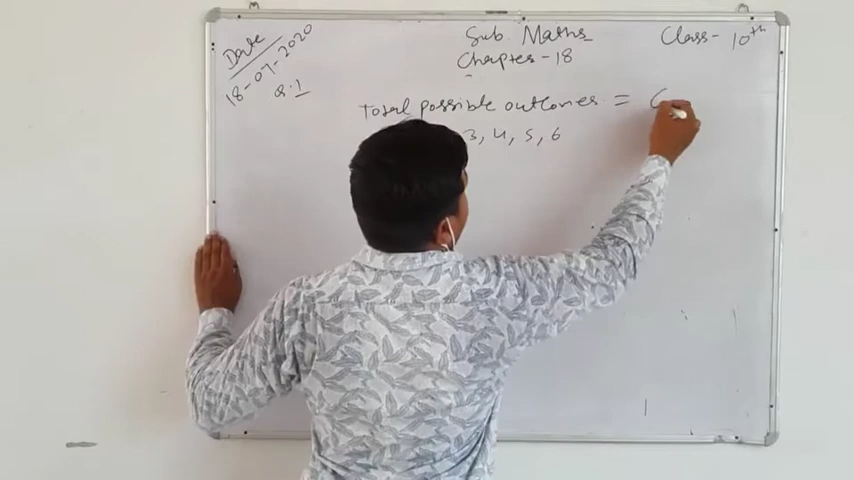 Date
18-07-2020
Q.1
Sub. Maths
Chapter-18
Class- 10th
Total possible outcomes = 6
3, 4, 5, 6